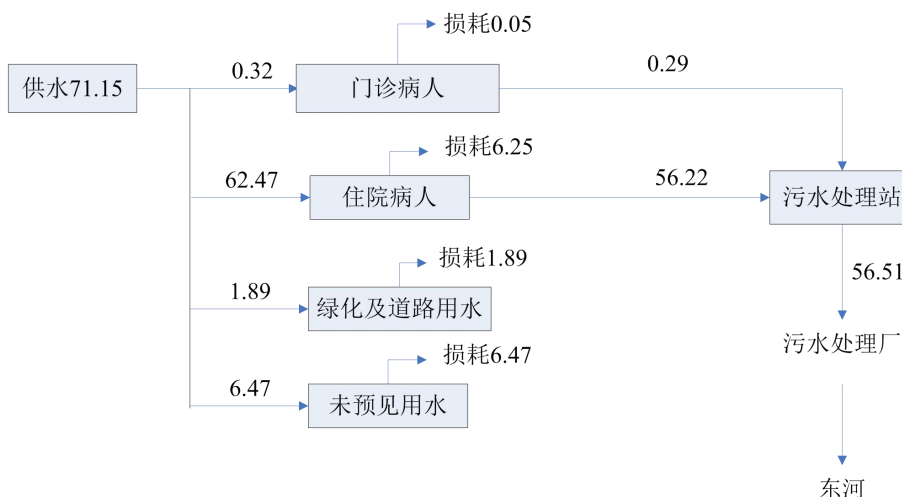 损耗0.05
供水71.15
0.32
门诊病人
0.29
损耗6.25
62.47
住院病人
56.22
污水处理站
损耗1.89
1.89
绿化及道路用水
56.51
污水处理厂
损耗6.47
6.47
未预见用水
东河